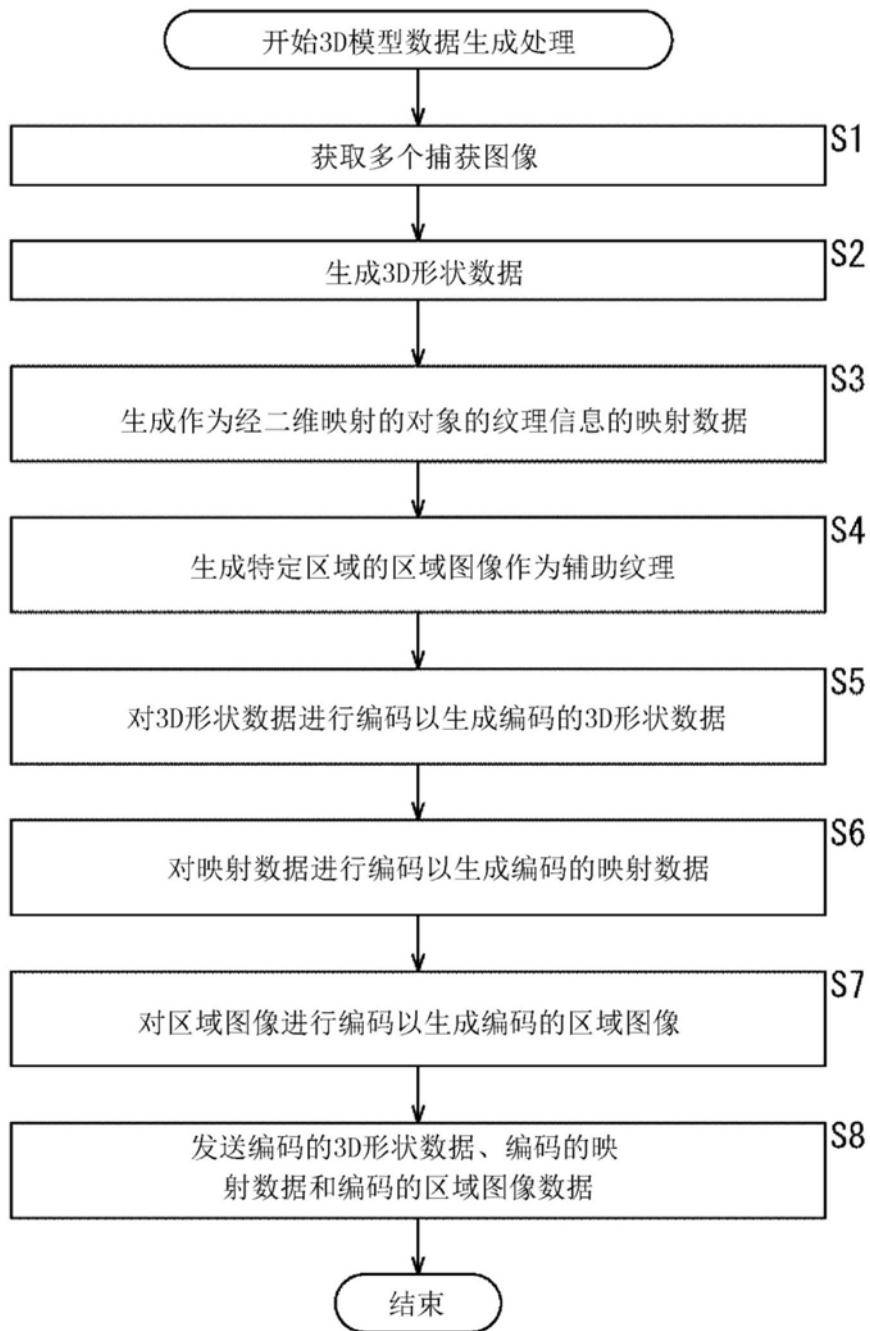 开始3D模型数据生成处理
S1
获取多个捕获图像
S2
生成3D形状数据
S3
生成作为经二维映射的对象的纹理信息的映射数据
S4
生成特定区域的区域图像作为辅助纹理
S5
对3D形状数据进行编码以生成编码的3D形状数据
S6
对映射数据进行编码以生成编码的映射数据
S7
对区域图像进行编码以生成编码的区域图像
S8
发送编码的3D形状数据、编码的映
射数据和编码的区域图像数据
结束